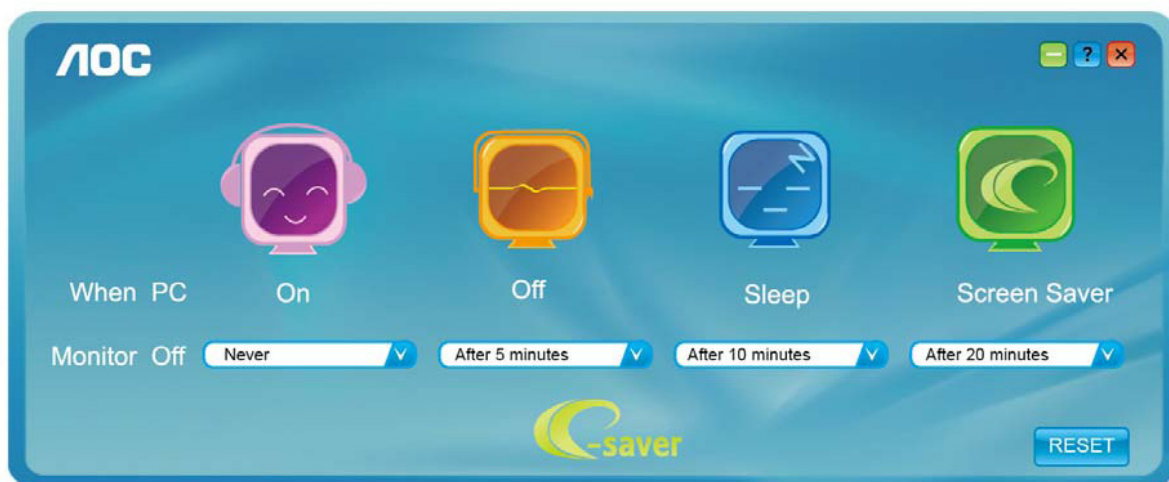 AOC
?
When PC On Off Sleep Screen Saver
Monitor Off Never After 5 minutes After 10 minutes After 20 minutes
e-saver
RESET